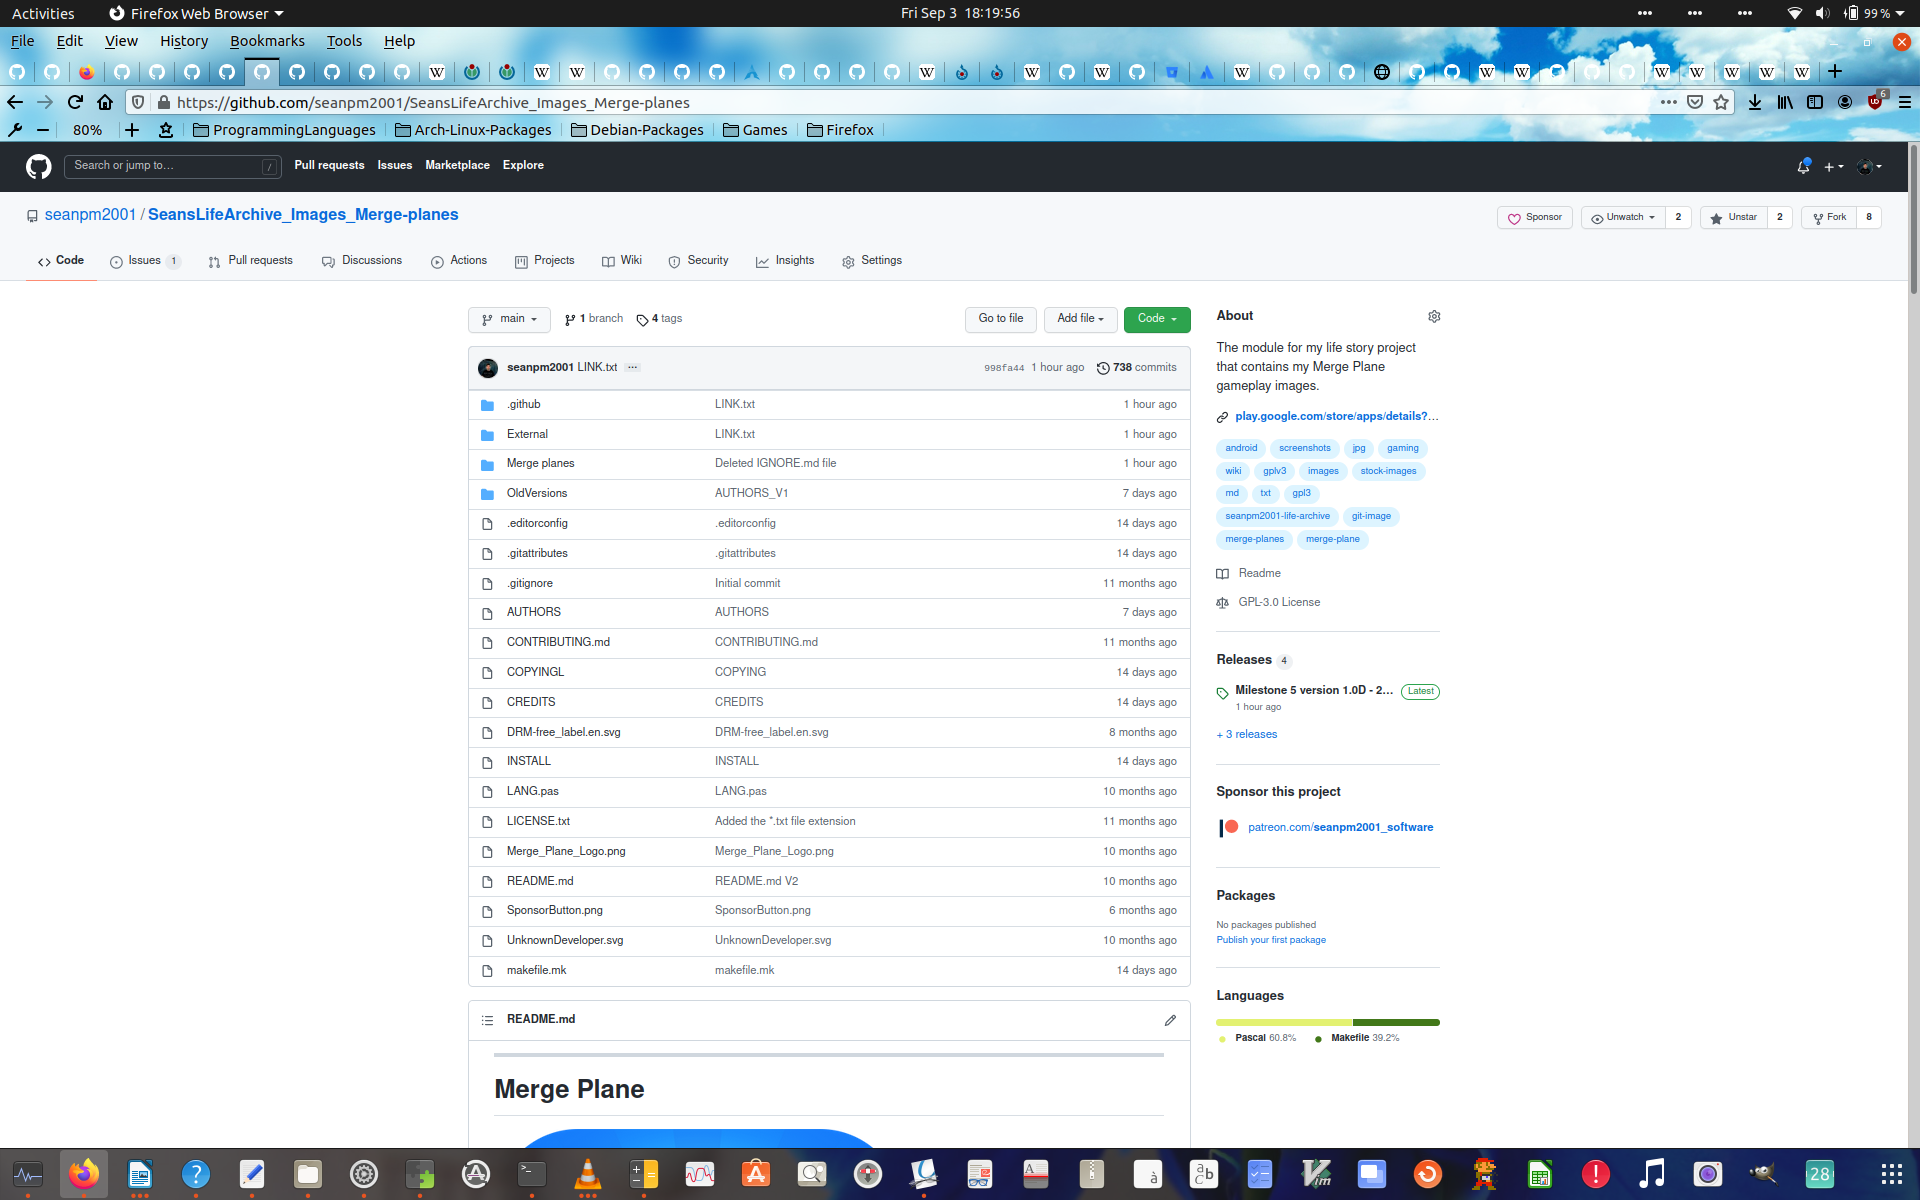 Activities Firefox Web Browser Fri Sep 3 18:19:56 99 %
File Edit View History Bookmarks Tools Help
https://github.com/seanpm2001/SeansLifeArchive_Images_Merge-planes 6
80% ProgrammingLanguages Arch-Linux-Packages Debian-Packages Games Firefox
Search or jump to… / Pull requests Issues Marketplace Explore
seanpm2001 / SeansLifeArchive_Images_Merge-planes Sponsor Unwatch 2 Unstar 2 Fork 8
Code Issues 1 Pull requests Discussions Actions Projects Wiki Security Insights Settings
main 1 branch 4 tags Go to file Add file Code
seanpm2001 LINK.txt ... 998fa44 1 hour ago 738 commits
.github LINK.txt 1 hour ago
External LINK.txt 1 hour ago
Merge planes Deleted IGNORE.md file 1 hour ago
OldVersions AUTHORS_V1 7 days ago
.editorconfig .editorconfig 14 days ago
.gitattributes .gitattributes 14 days ago
.gitignore Initial commit 11 months ago
AUTHORS AUTHORS 7 days ago
CONTRIBUTING.md CONTRIBUTING.md 11 months ago
COPYINGL COPYING 14 days ago
CREDITS CREDITS 14 days ago
DRM-free_label.en.svg DRM-free_label.en.svg 8 months ago
INSTALL INSTALL 14 days ago
LANG.pas LANG.pas 10 months ago
LICENSE.txt Added the *.txt file extension 11 months ago
Merge_Plane_Logo.png Merge_Plane_Logo.png 10 months ago
README.md README.md V2 10 months ago
SponsorButton.png SponsorButton.png 6 months ago
UnknownDeveloper.svg UnknownDeveloper.svg 10 months ago
makefile.mk makefile.mk 14 days ago
README.md
Merge Plane
About
The module for my life story project
that contains my Merge Plane
gameplay images.
play.google.com/store/apps/details?…
android screenshots jpg gaming
wiki gplv3 images stock-images
md txt gpl3
seanpm2001-life-archive git-image
merge-planes merge-plane
Readme
GPL-3.0 License
Releases 4
Milestone 5 version 1.0D - 2… Latest
1 hour ago
+ 3 releases
Sponsor this project
patreon.com/seanpm2001_software
Packages
No packages published
Publish your first package
Languages
Pascal 60.8% Makefile 39.2%
28